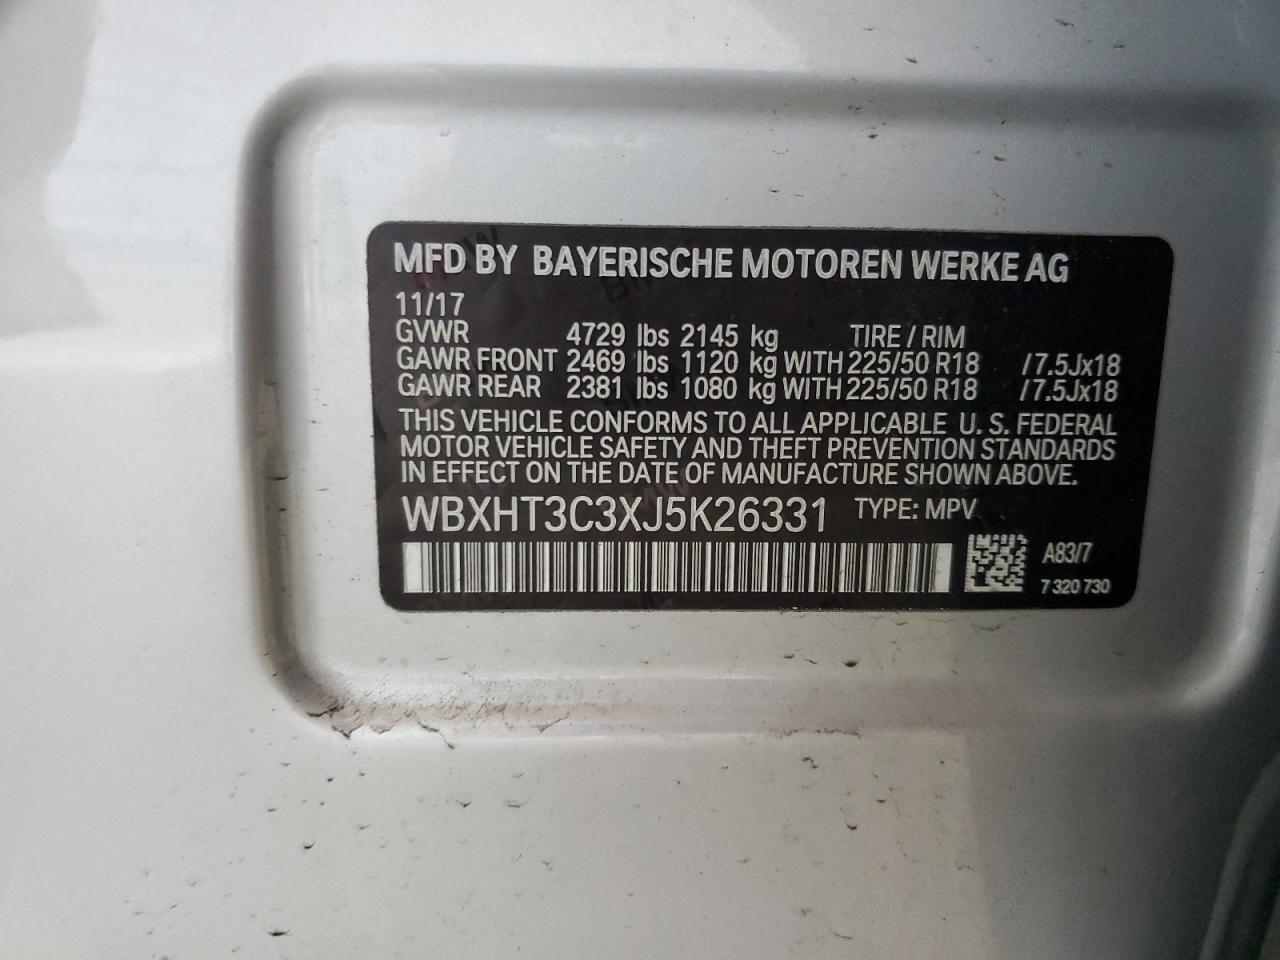 MFD BY BAYERISCHE MOTOREN WERKE AG
11/17
GVWR 4729 lbs 2145 kg TIRE / RIM
GAWR FRONT 2469 lbs 1120 kg WITH 225/50 R18 /7.5Jx18
GAWR REAR 2381 lbs 1080 kg WITH 225/50 R18 /7.5Jx18
THIS VEHICLE CONFORMS TO ALL APPLICABLE U. S. FEDERAL
MOTOR VEHICLE SAFETY AND THEFT PREVENTION STANDARDS
IN EFFECT ON THE DATE OF MANUFACTURE SHOWN ABOVE.
WBXHT3C3XJ5K26331 TYPE: MPV
A83/7
7 320 730